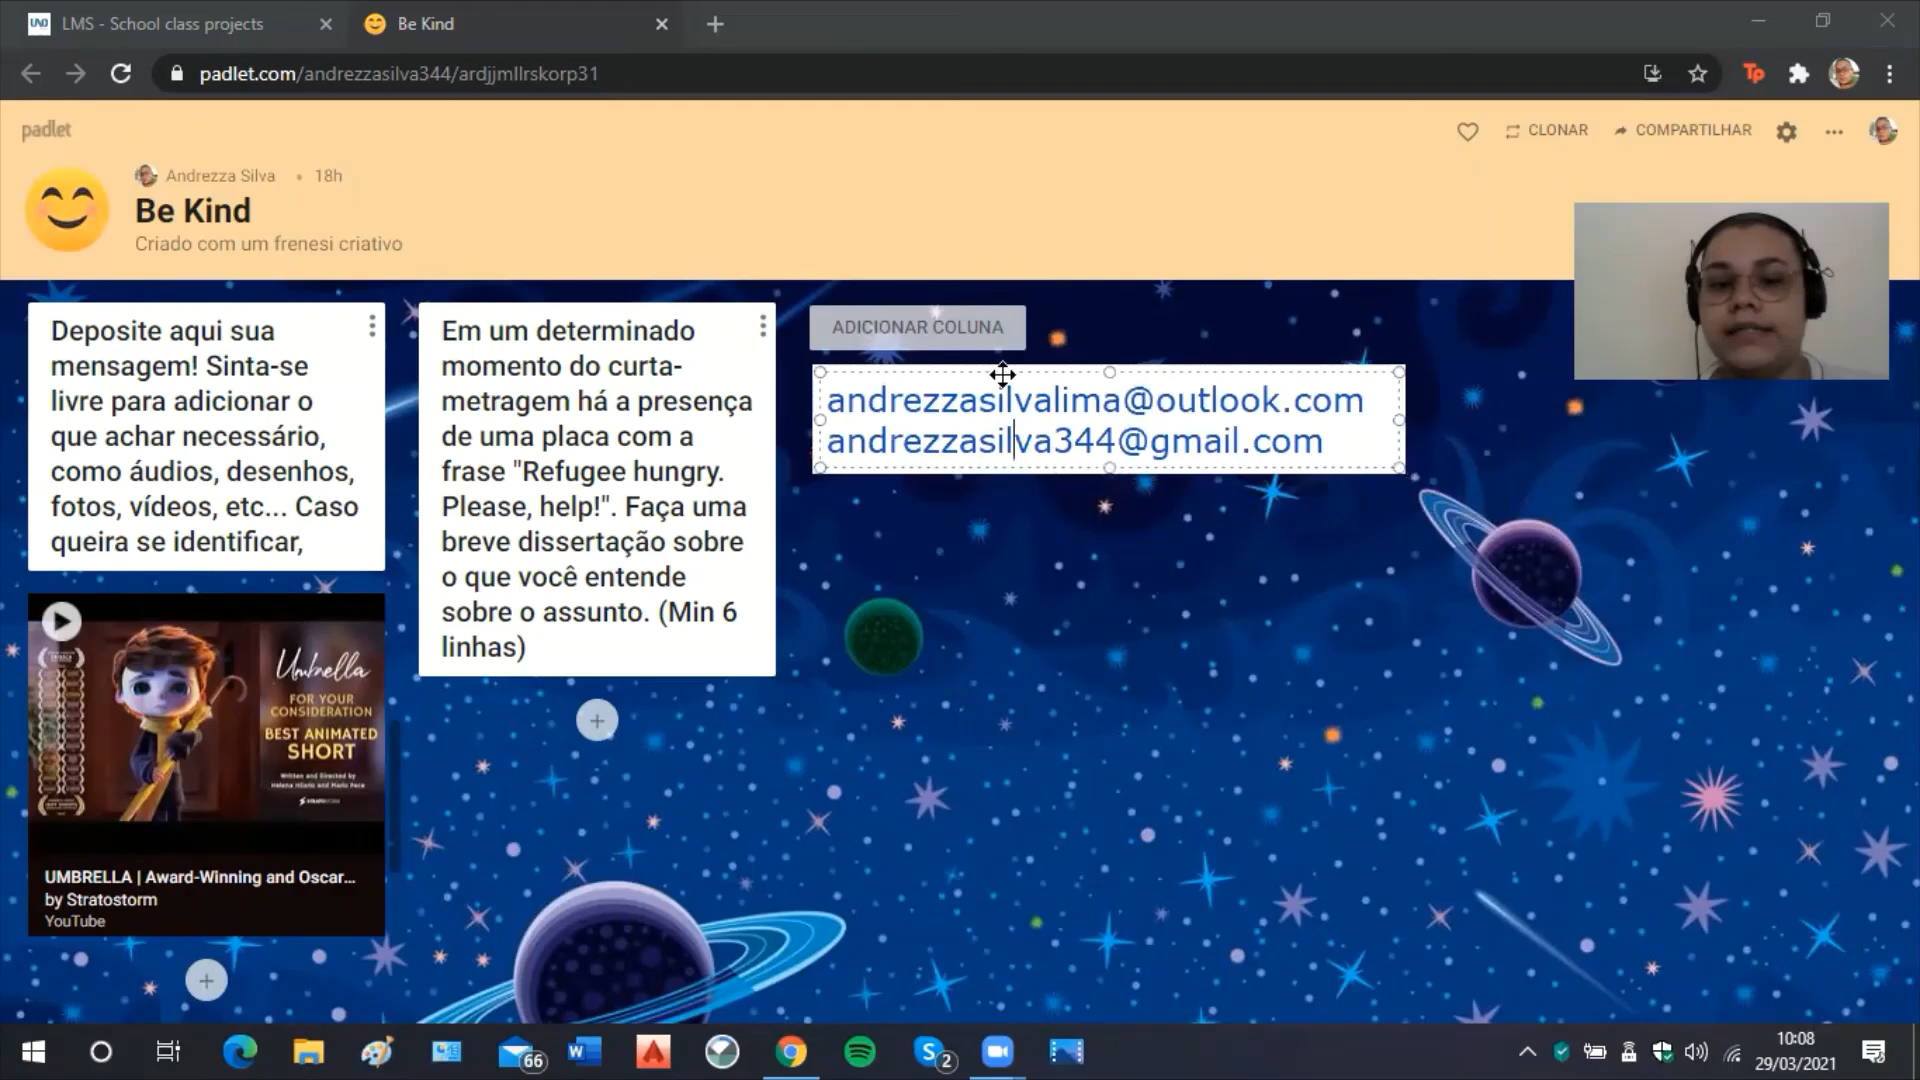 LMS - School class projects
Be Kind
padlet.com/andrezzasilva344/ardjjmllrskorp31
Tp
padlet
CLONAR
COMPARTILHAR
Andrezza Silva • 18h
Be Kind
Criado com um frenesi criativo
Deposite aqui sua
mensagem! Sinta-se
livre para adicionar o
que achar necessário,
como áudios, desenhos,
fotos, vídeos, etc... Caso
queira se identificar,
Umbrella
FOR YOUR
CONSIDERATION
BEST ANIMATED
SHORT
Written and Directed by
UMBRELLA | Award-Winning and Oscar...
by Stratostorm
YouTube
Em um determinado
momento do curta-
metragem há a presença
de uma placa com a
frase "Refugee hungry.
Please, help!". Faça uma
breve dissertação sobre
o que você entende
sobre o assunto. (Min 6
linhas)
ADICIONAR COLUNA
andrezzasilvalima@outlook.com
andrezzasilva344@gmail.com
66
2
10:08
29/03/2021